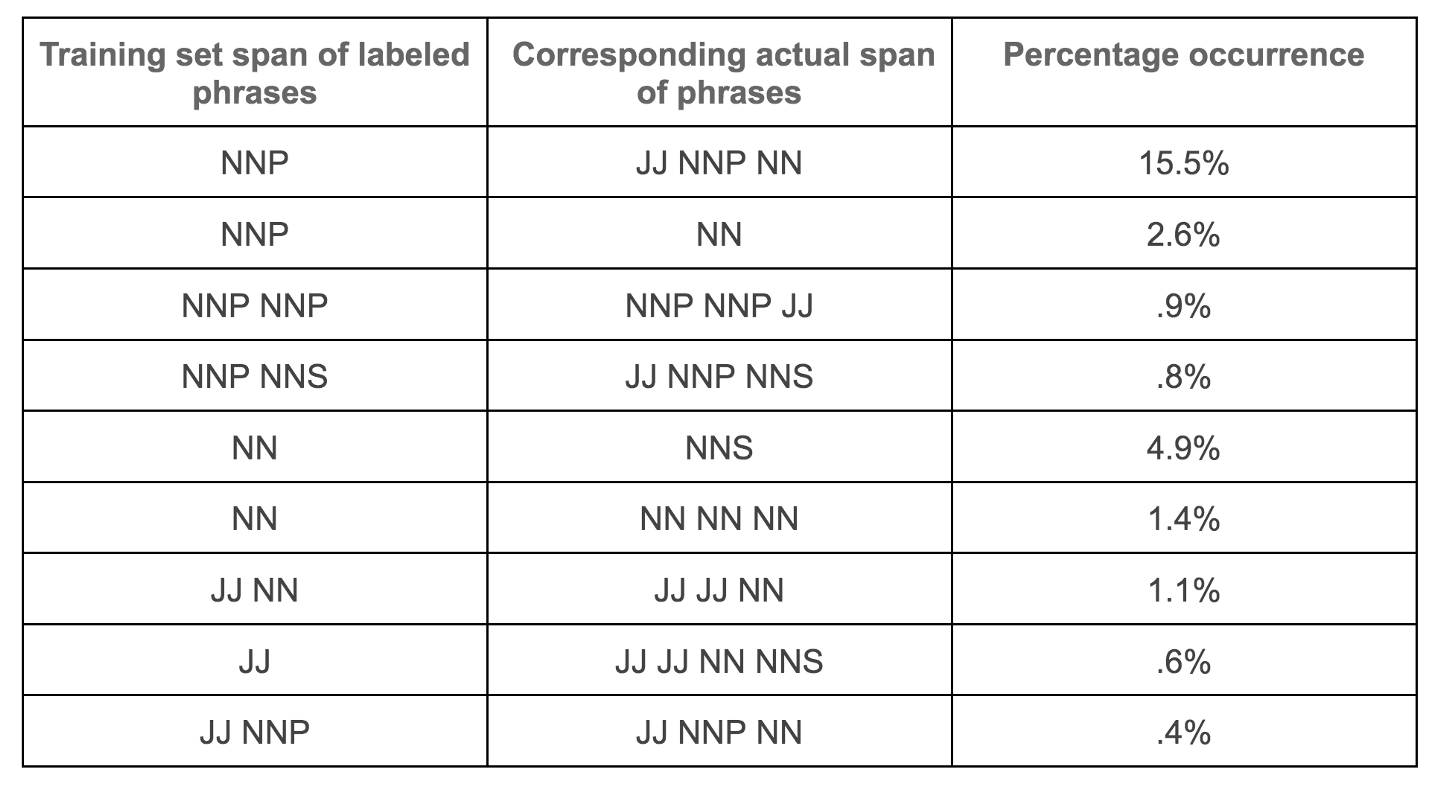 Training set span of labeled phrases
Corresponding actual span of phrases
Percentage occurrence
NNP
JJ NNP NN
15.5%
NNP
NN
2.6%
NNP NNP
NNP NNP JJ
.9%
NNP NNS
JJ NNP NNS
.8%
NN
NNS
4.9%
NN
NN NN NN
1.4%
JJ NN
JJ JJ NN
1.1%
JJ
JJ JJ NN NNS
.6%
JJ NNP
JJ NNP NN
.4%